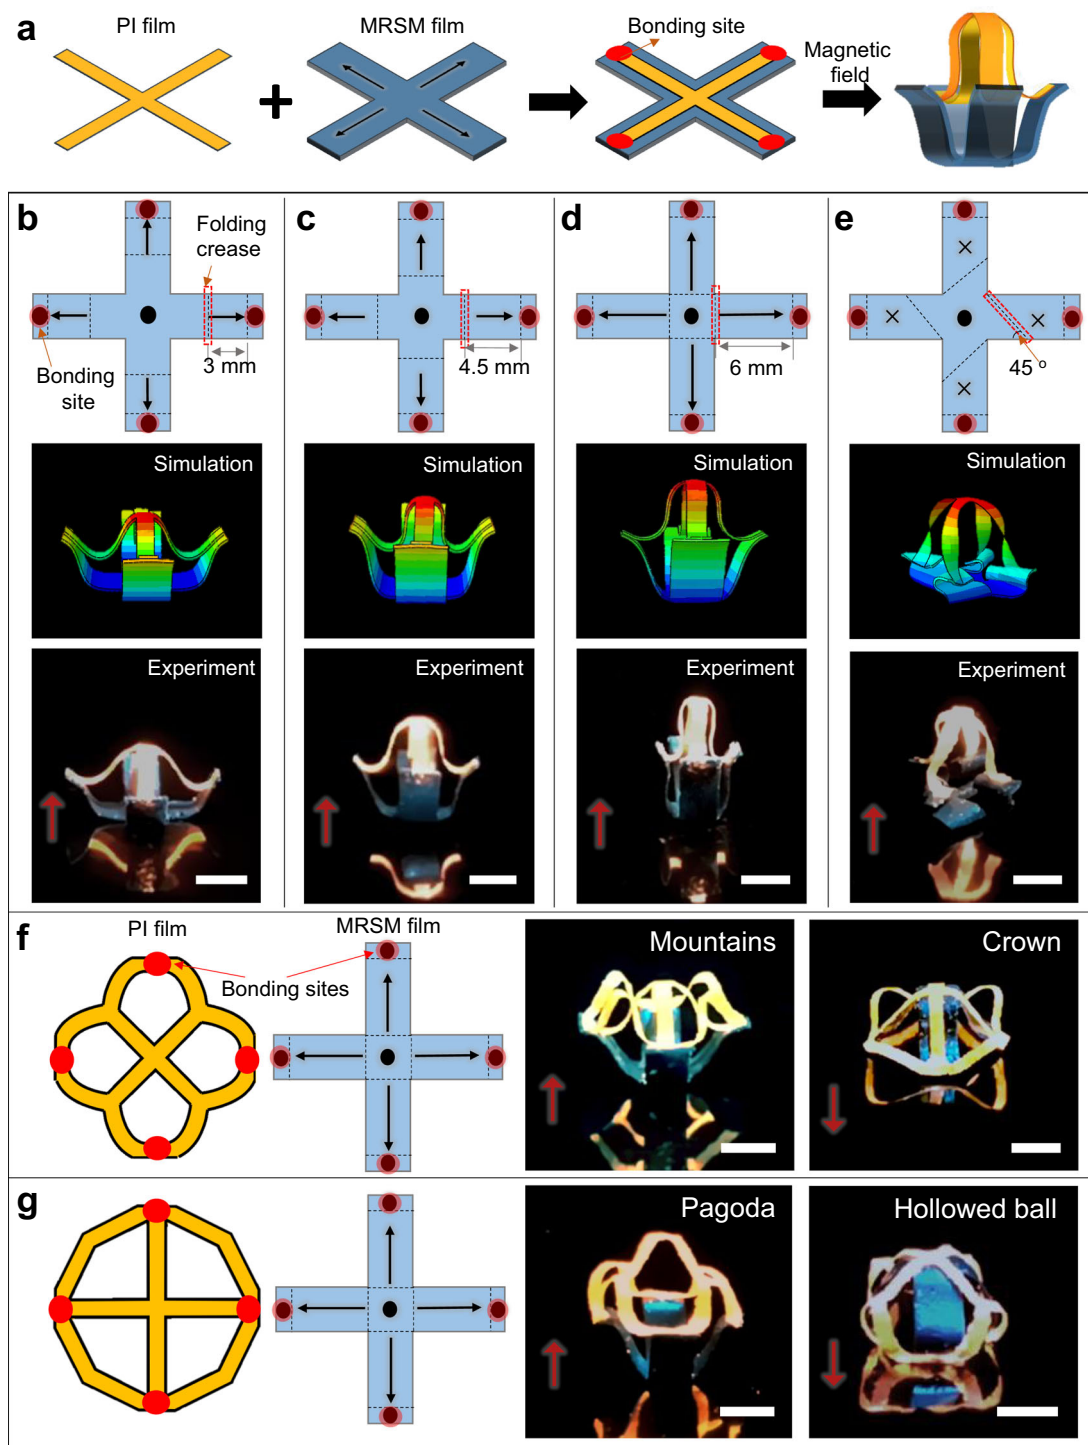 a
PI film
MRSM film
Bonding site
Magnetic
field
b
Folding
crease
3 mm
Bonding
site
Simulation
Experiment
c
4.5 mm
Simulation
Experiment
d
6 mm
Simulation
Experiment
e
45 o
Simulation
Experiment
f
PI film
MRSM film
Bonding sites
Mountains
Crown
g
Pagoda
Hollowed ball